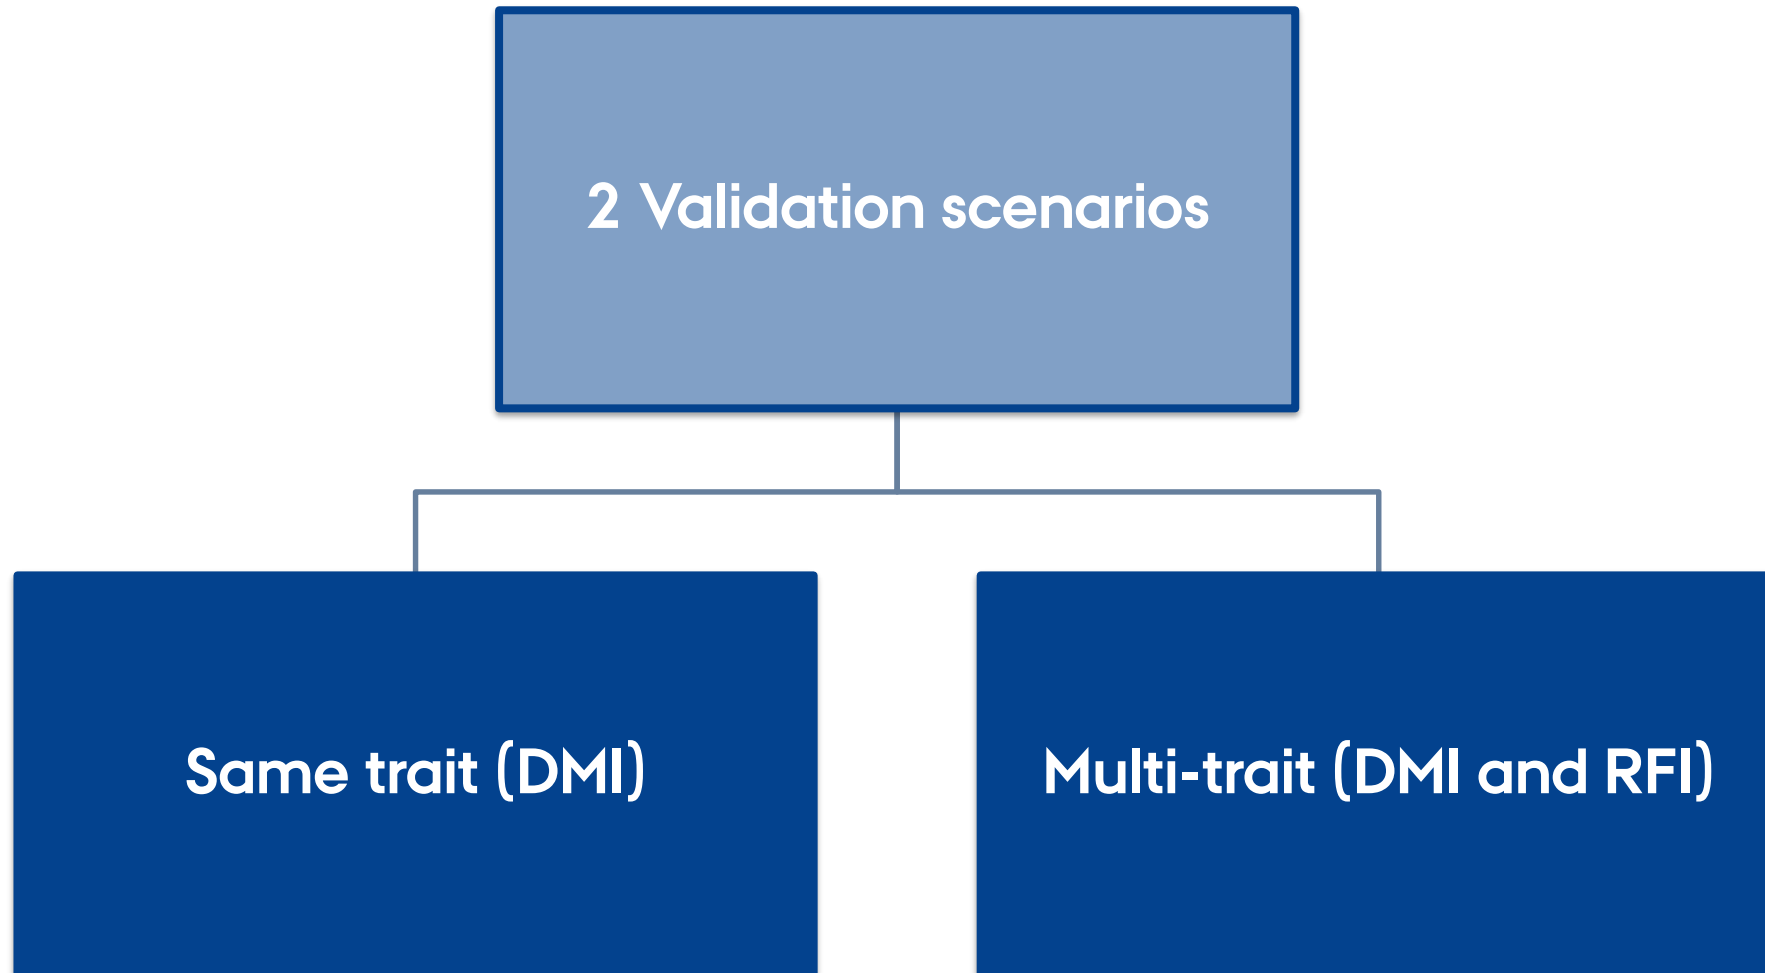 2 Validation scenarios
Same trait (DMI)
Multi-trait (DMI and RFI)